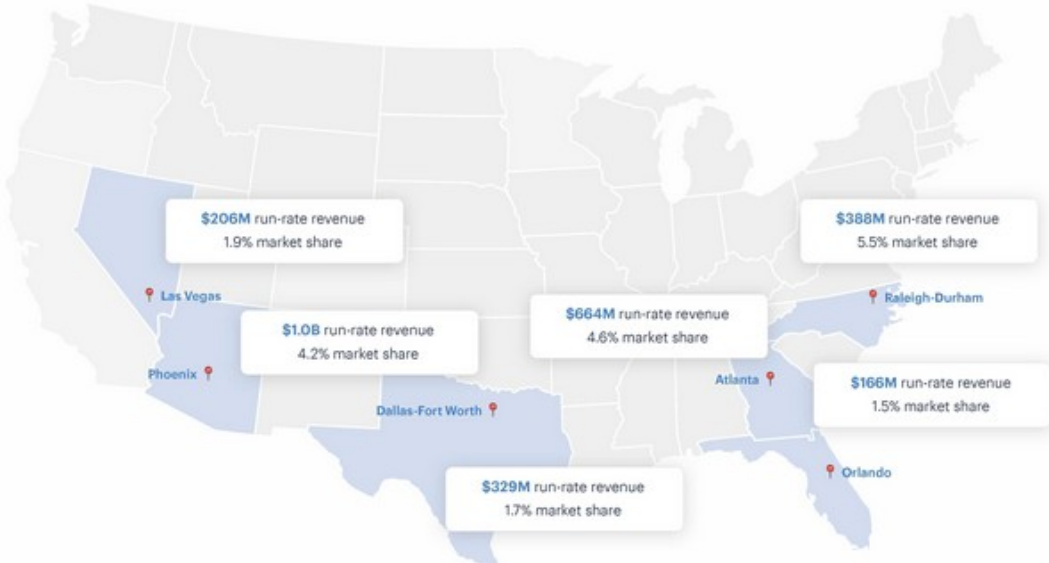 $206M run-rate revenue
1.9% market share
$388M run-rate revenue
5.5% market share
Las Vegas
Raleigh-Durham
$1.0B run-rate revenue
4.2% market share
$664M run-rate revenue
4.6% market share
Phoenix
Atlanta
$166M run-rate revenue
1.5% market share
Dallas-Fort Worth
Orlando
$329M run-rate revenue
1.7% market share